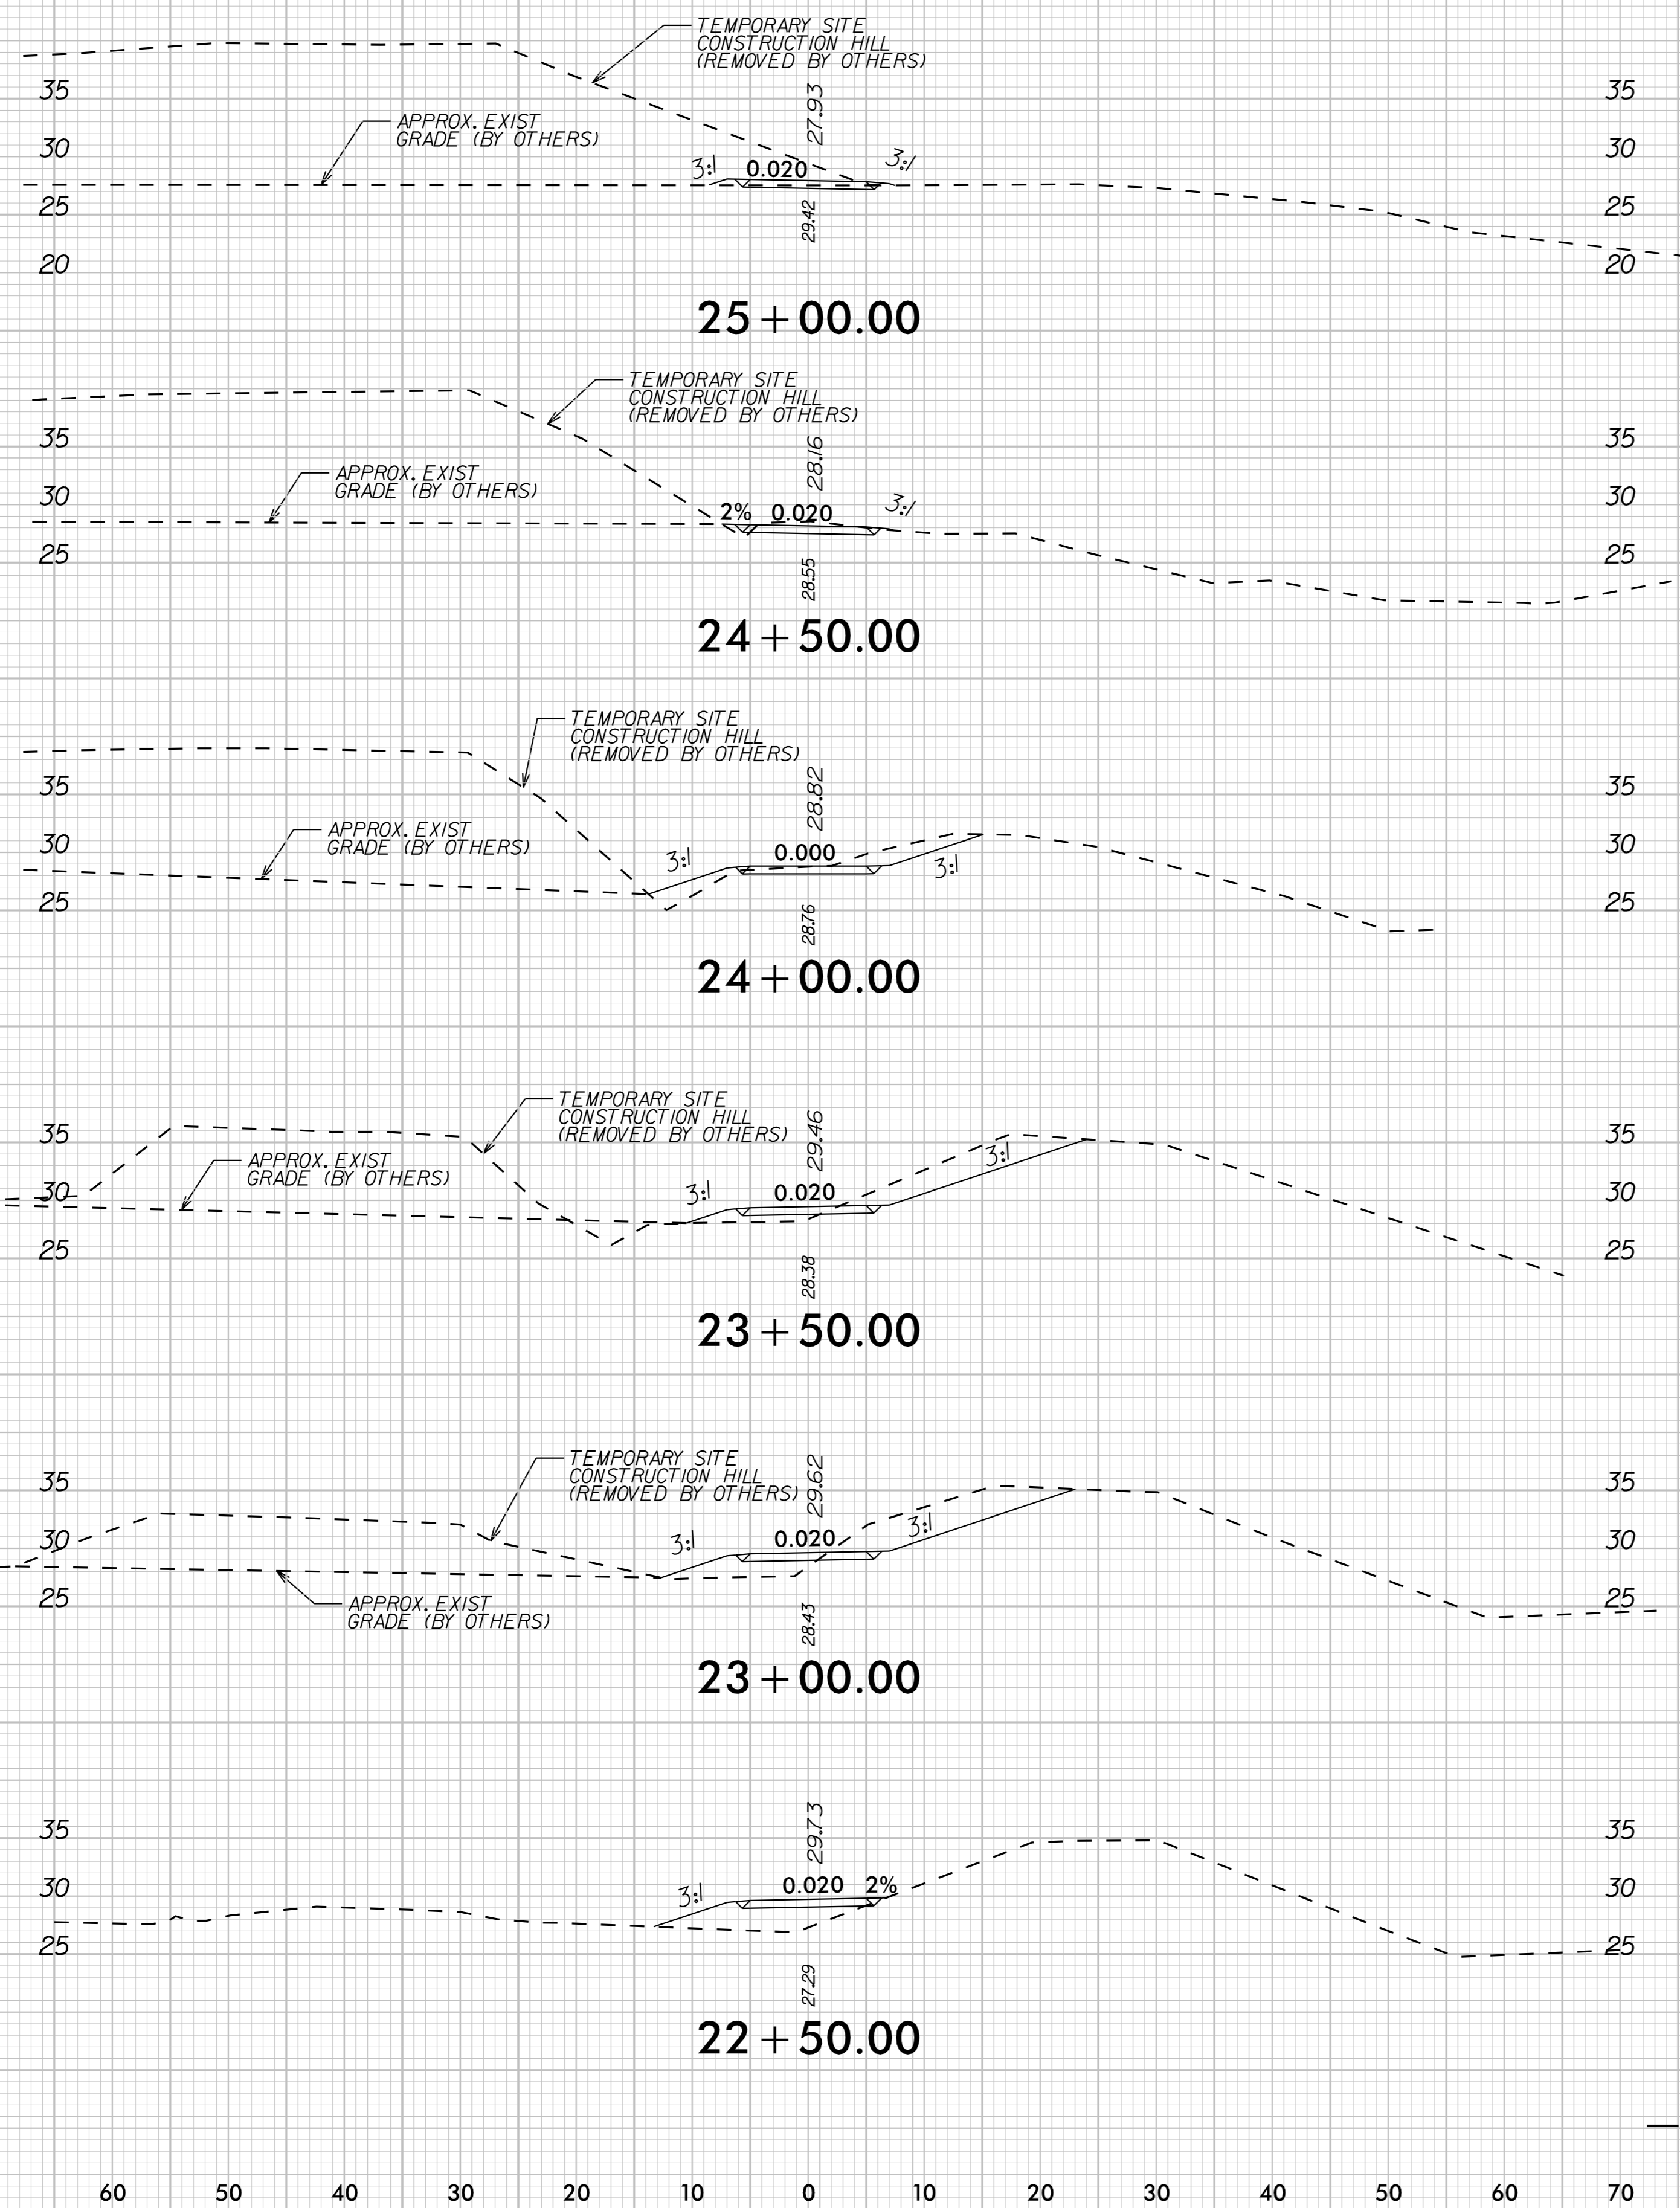 TEMPORARY SITE
CONSTRUCTION HILL
(REMOVED BY OTHERS)
35
27.93
35
APPROX. EXIST
GRADE (BY OTHERS)
30
3:1
0.020
3:1
30
25
29.42
25
20
20
25+00.00
TEMPORARY SITE
CONSTRUCTION HILL
(REMOVED BY OTHERS)
35
28.16
35
APPROX. EXIST
GRADE (BY OTHERS)
30
2%
0.020
3:1
30
25
28.55
25
24+50.00
TEMPORARY SITE
CONSTRUCTION HILL
(REMOVED BY OTHERS)
35
28.82
35
APPROX. EXIST
GRADE (BY OTHERS)
30
3:1
0.000
3:1
30
25
28.76
25
24+00.00
TEMPORARY SITE
CONSTRUCTION HILL
(REMOVED BY OTHERS)
35
29.46
35
APPROX. EXIST
GRADE (BY OTHERS)
30
3:1
0.020
3:1
30
25
28.38
25
23+50.00
TEMPORARY SITE
CONSTRUCTION HILL
(REMOVED BY OTHERS)
35
29.62
35
30
3:1
0.020
3:1
30
25
APPROX. EXIST
GRADE (BY OTHERS)
28.43
25
23+00.00
35
29.73
35
30
3:1
0.020
2%
30
25
27.29
25
22+50.00
60 50 40 30 20 10 0 10 20 30 40 50 60 70